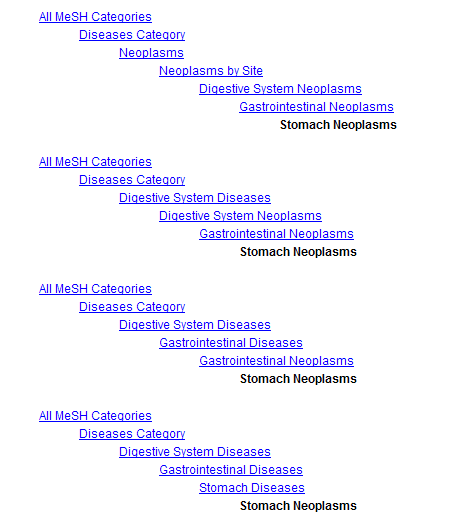 All MeSH Categories
Diseases Category
Neoplasms
Neoplasms by Site
Digestive System Neoplasms
Gastrointestinal Neoplasms
Stomach Neoplasms
All MeSH Categories
Diseases Category
Digestive System Diseases
Digestive System Neoplasms
Gastrointestinal Neoplasms
Stomach Neoplasms
All MeSH Categories
Diseases Category
Digestive System Diseases
Gastrointestinal Diseases
Gastrointestinal Neoplasms
Stomach Neoplasms
All MeSH Categories
Diseases Category
Digestive System Diseases
Gastrointestinal Diseases
Stomach Diseases
Stomach Neoplasms